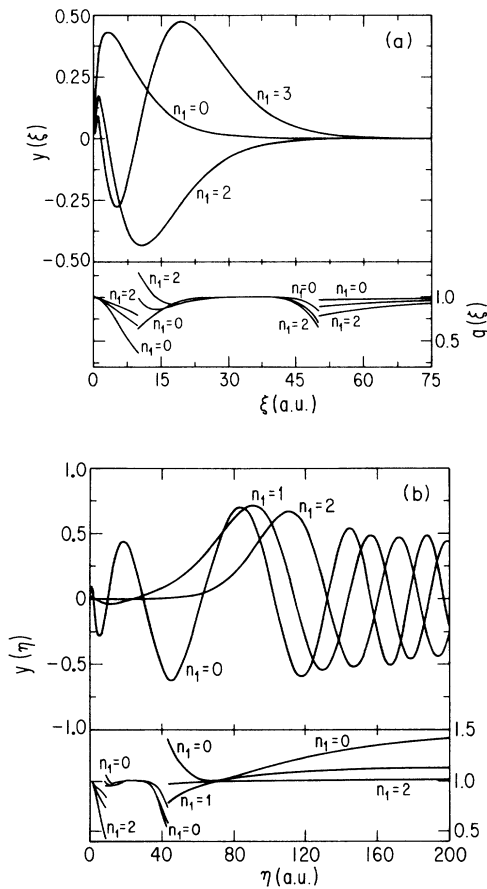 0.50
(a)
0.25
n₁=3
n₁=0
y(ξ)
0
-0.25
n₁=2
-0.50
n₁=2
n₁=2
n₁=0
n₁=0
1.0
n₁=0
n₁=2
n₁=2
0.5
b(ξ)
n₁=0
0 15 30 45 60 75
ξ(a.u.)
1.0
(b)
n₁=1
n₁=2
0.5
y(η)
0
-0.5
n₁=0
-1.0
1.5
n₁=0
n₁=0
n₁=0
1.0
n₁=1
n₁=2
n₁=2
n₁=0
0.5
0 40 80 120 160 200
η(a.u.)